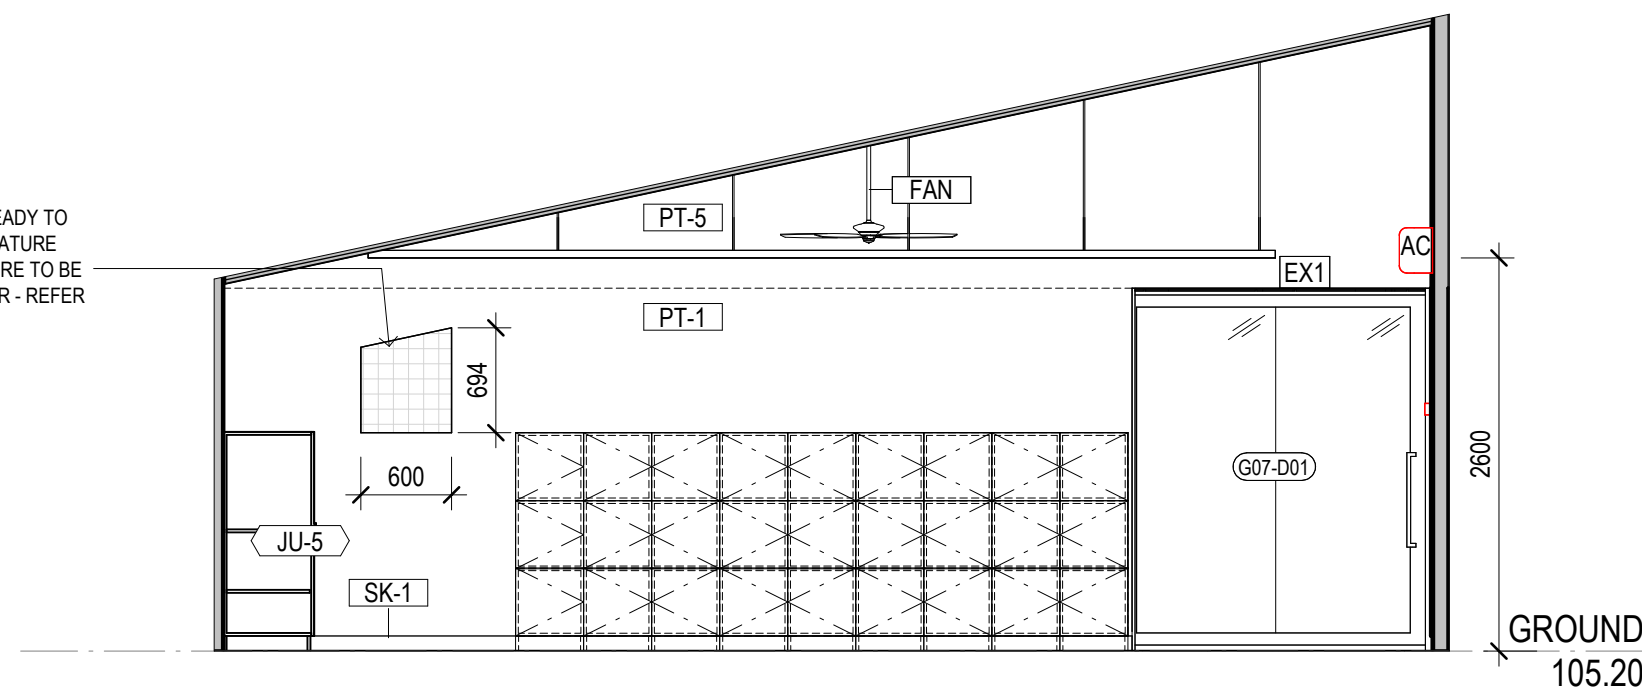 EADY TO
ATURE
RE TO BE
R - REFER
FAN
PT-5
AC
EX1
PT-1
694
600
2600
G07-D01
JU-5
SK-1
GROUND
105.20